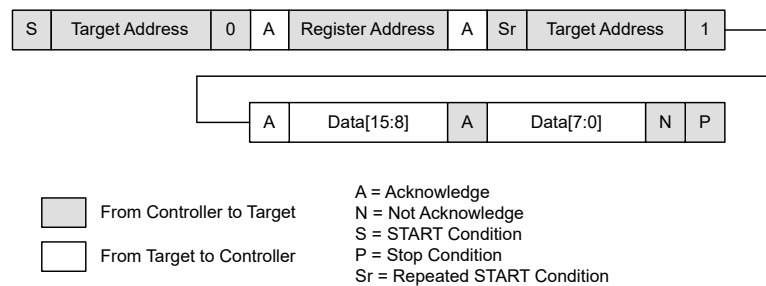 S Target Address 0 A Register Address A Sr Target Address 1
A Data[15:8] A Data[7:0] N P
From Controller to Target
From Target to Controller
A = Acknowledge
N = Not Acknowledge
S = START Condition
P = Stop Condition
Sr = Repeated START Condition